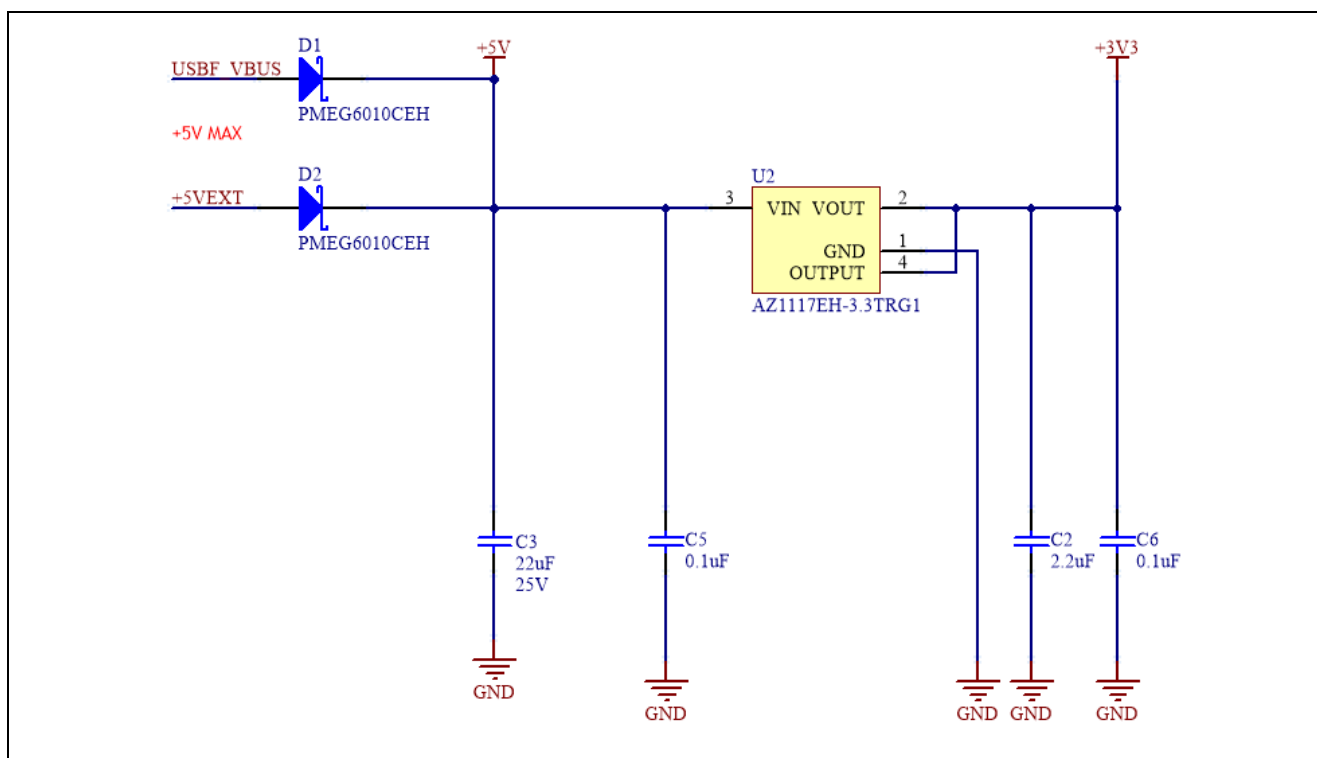 D1
+5V
+3V3
USBF_VBUS
PMEG6010CEH
+5V MAX
D2
+5VEXT
PMEG6010CEH
U2
3
VIN VOUT
2
GND
1
OUTPUT
4
AZ1117EH-3.3TRG1
C3
22uF
25V
C5
0.1uF
C2
2.2uF
C6
0.1uF
GND
GND
GND
GND
GND